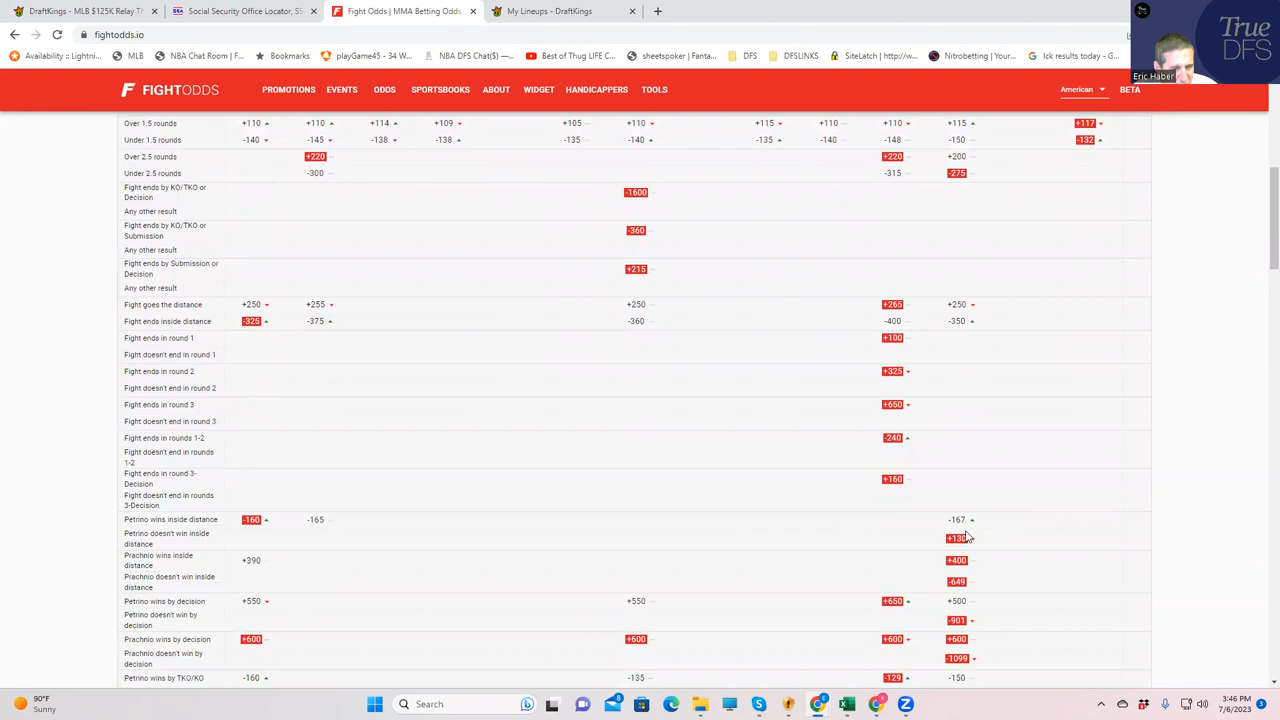 DraftKings - MLB $125K Relay Th
Social Security Office Locator, SS.
Fight Odds | MMA Betting Oddr.
My Lineups - DraftKings
fightodds.io
Availability :: Lightni...
MLB
NBA Chat Room | F...
Bookmarks
playGame45 - 34 W...
NBA DFS Chat($) —...
Best of Thug LIFE C...
sheetspoker | Fanta...
DFS
DFSLINKS
SiteLatch | http://w...
Nitrobetting | Your...
Ick results today - G...
True
DFS
Eric Haber
FIGHTODDS
PROMOTIONS EVENTS ODDS SPORTSBOOKS ABOUT WIDGET HANDICAPPERS TOOLS
American
BETA
Over 1.5 rounds +110 +110 +114 +109 +105 +110 +115 +110 +110 +115 +117
Under 1.5 rounds -140 -145 -138 -135 -140 -135 -140 -148 -150 -132
Over 2.5 rounds +220 +220 +200
Under 2.5 rounds -300 -315 -275
Fight ends by KO/TKO or
Decision -1600
Any other result
Fight ends by KO/TKO or
Submission -360
Any other result
Fight ends by Submission or
Decision +215
Any other result
Fight goes the distance +250 +255 +250 +265 +250
Fight ends inside distance -325 -375 -360 -400 -350
Fight ends in round 1 +100
Fight doesn't end in round 1
Fight ends in round 2 +325
Fight doesn't end in round 2
Fight ends in round 3 +650
Fight doesn't end in round 3
Fight ends in rounds 1-2 -240
Fight doesn't end in rounds
1-2
Fight ends in round 3-
Decision +160
Fight doesn't end in rounds
3-Decision
Petrino wins inside distance -160 -165 -167
Petrino doesn't win inside
distance +130
Prachnio wins inside
distance +390 +400
Prachnio doesn't win inside
distance -649
Petrino wins by decision +550 +550 +650 +500
Petrino doesn't win by
decision -901
Prachnio wins by decision +600 +600 +600 +600
Prachnio doesn't win by
decision -1099
Petrino wins by TKO/KO -160 -135 -129 -150
90°F
Sunny
Search
8
3:46 PM
7/6/2023
3